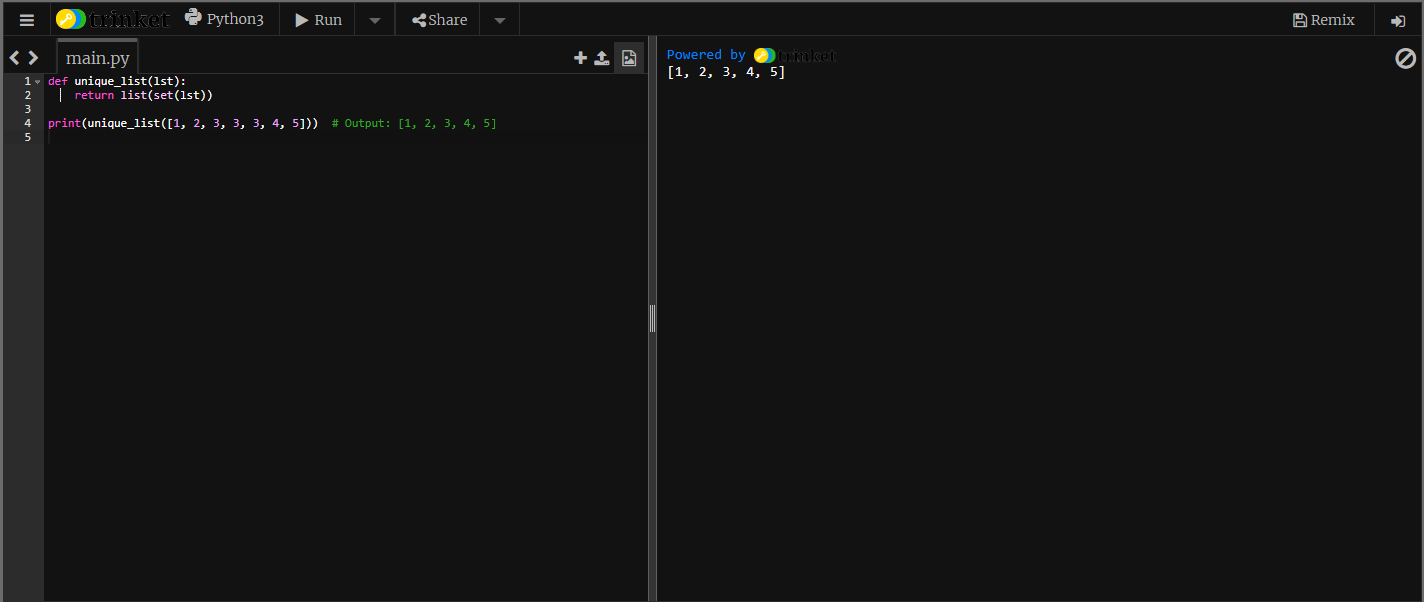 trinket Python3 Run Share Remix
main.py
1 def unique_list(lst):
2     return list(set(lst))
3
4 print(unique_list([1, 2, 3, 3, 3, 4, 5]))  # Output: [1, 2, 3, 4, 5]
5
Powered by trinket
[1, 2, 3, 4, 5]